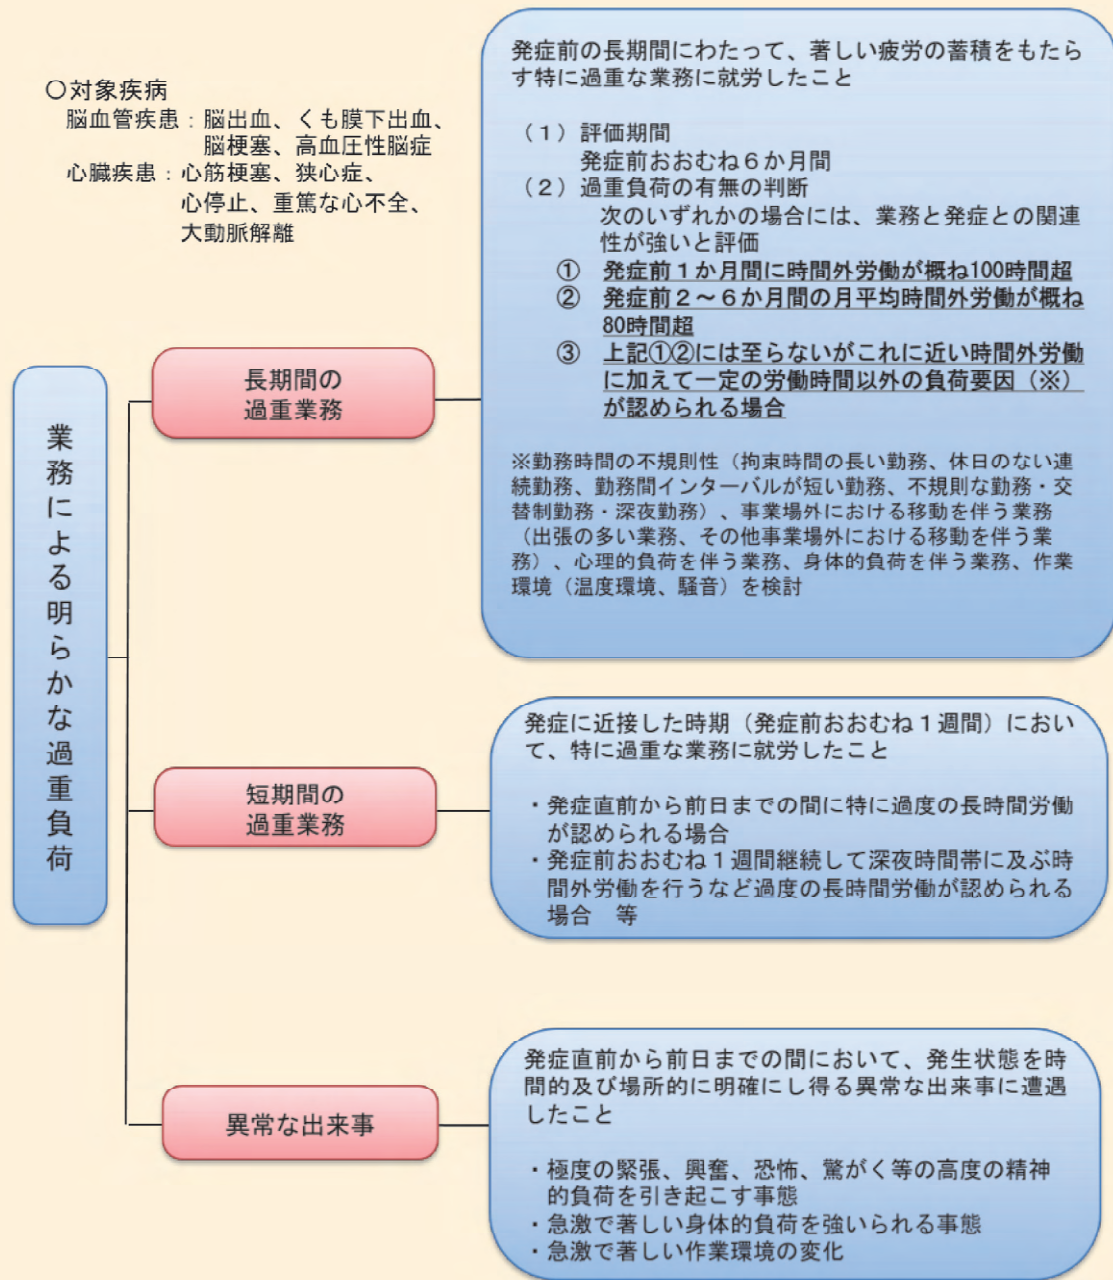 〇対象疾病
脳血管疾患：脳出血、くも膜下出血、
脳梗塞、高血圧性脳症
心臓疾患：心筋梗塞、狭心症、
心停止、重篤な心不全、
大動脈解離
業務による明らかな過重負荷
長期間の
過重業務
発症前の長期間にわたって、著しい疲労の蓄積をもたら
す特に過重な業務に就労したこと
（１）評価期間
発症前おおむね６か月間
（２）過重負荷の有無の判断
次のいずれかの場合には、業務と発症との関連
性が強いと評価
① 発症前１か月間に時間外労働が概ね100時間超
② 発症前２～６か月間の月平均時間外労働が概ね
80時間超
③ 上記①②には至らないがこれに近い時間外労働
に加えて一定の労働時間以外の負荷要因（※）
が認められる場合
※勤務時間の不規則性（拘束時間の長い勤務、休日のない連
続勤務、勤務間インターバルが短い勤務、不規則な勤務・交
替制勤務・深夜勤務）、事業場外における移動を伴う業務
（出張の多い業務、その他事業場外における移動を伴う業
務）、心理的負荷を伴う業務、身体的負荷を伴う業務、作業
環境（温度環境、騒音）を検討
短期間の
過重業務
発症に近接した時期（発症前おおむね１週間）におい
て、特に過重な業務に就労したこと
・発症直前から前日までの間に特に過度の長時間労働
が認められる場合
・発症前おおむね１週間継続して深夜時間帯に及ぶ時
間外労働を行うなど過度の長時間労働が認められる
場合　等
異常な出来事
発症直前から前日までの間において、発生状態を時
間的及び場所的に明確にし得る異常な出来事に遭遇
したこと
・極度の緊張、興奮、恐怖、驚がく等の高度の精神
的負荷を引き起こす事態
・急激で著しい身体的負荷を強いられる事態
・急激で著しい作業環境の変化